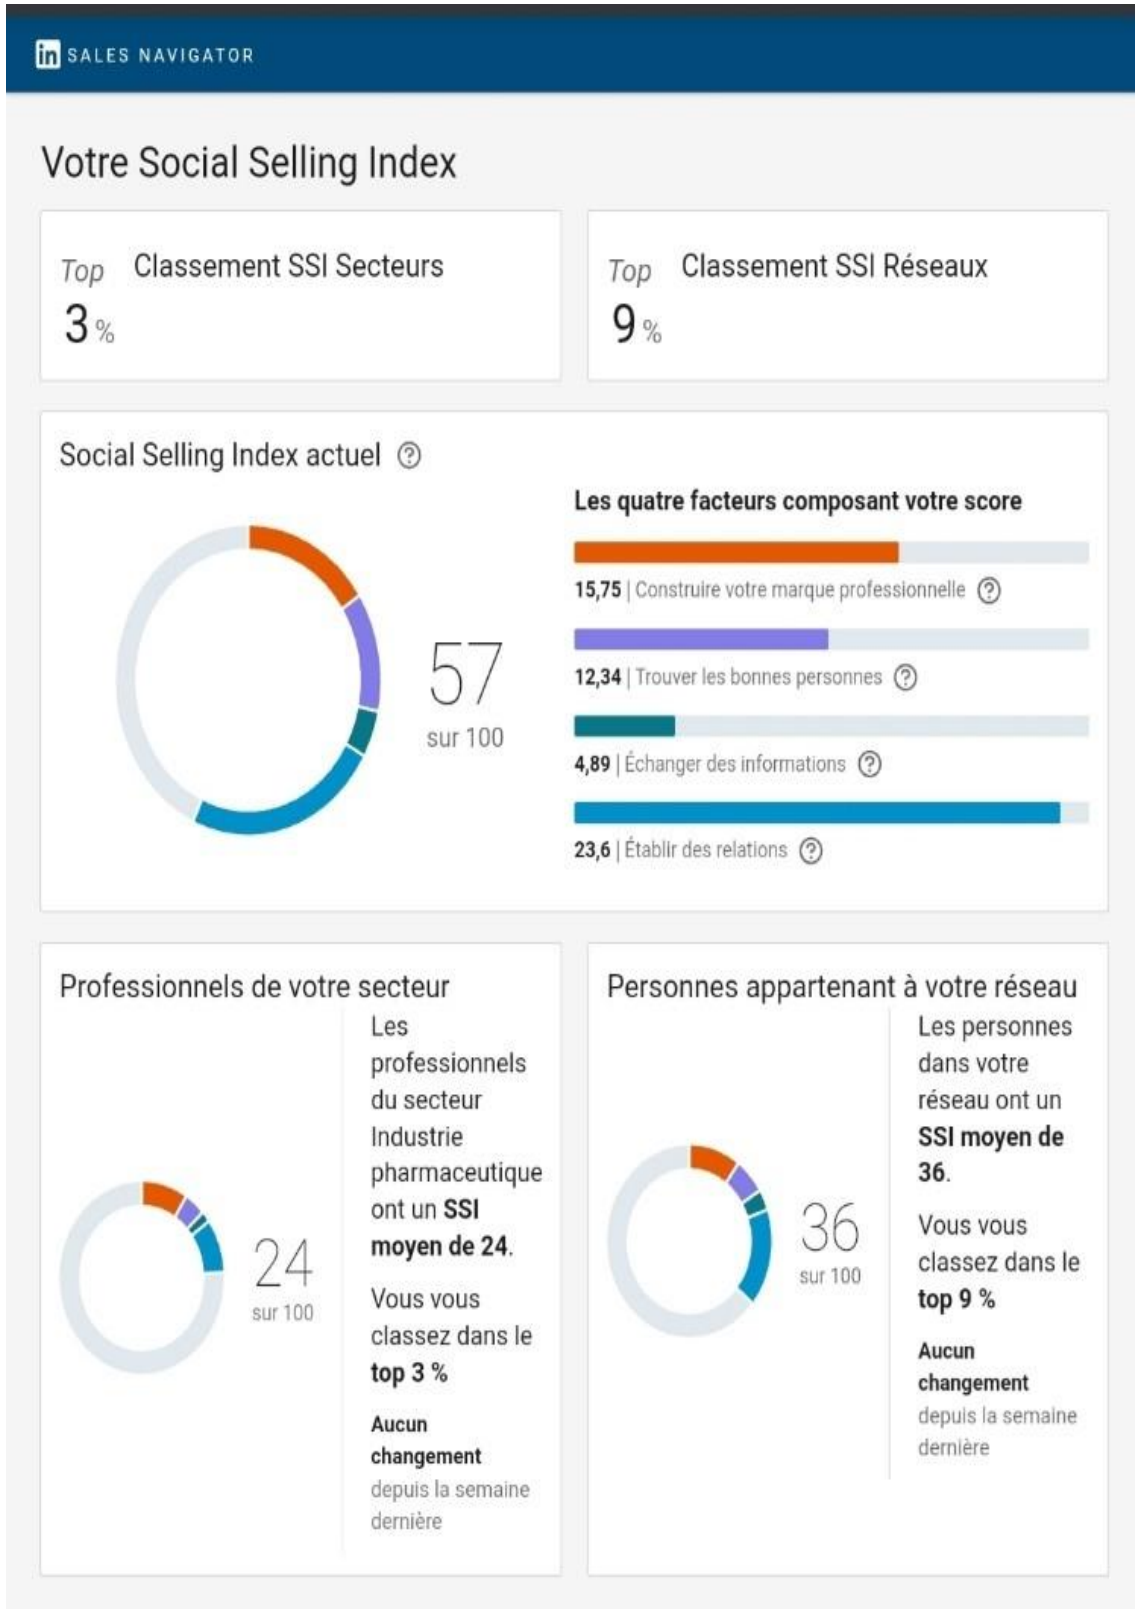 in SALES NAVIGATOR
Votre Social Selling Index
Top Classement SSI Secteurs
3 %
Top Classement SSI Réseaux
9 %
Social Selling Index actuel ?
57
sur 100
Les quatre facteurs composant votre score
15,75 | Construire votre marque professionnelle ?
12,34 | Trouver les bonnes personnes ?
4,89 | Échanger des informations ?
23,6 | Établir des relations ?
Professionnels de votre secteur
24
sur 100
Les
professionnels
du secteur
Industrie
pharmaceutique
ont un SSI
moyen de 24.
Vous vous
classez dans le
top 3 %
Aucun
changement
depuis la semaine
dernière
Personnes appartenant à votre réseau
36
sur 100
Les personnes
dans votre
réseau ont un
SSI moyen de
36.
Vous vous
classez dans le
top 9 %
Aucun
changement
depuis la semaine
dernière